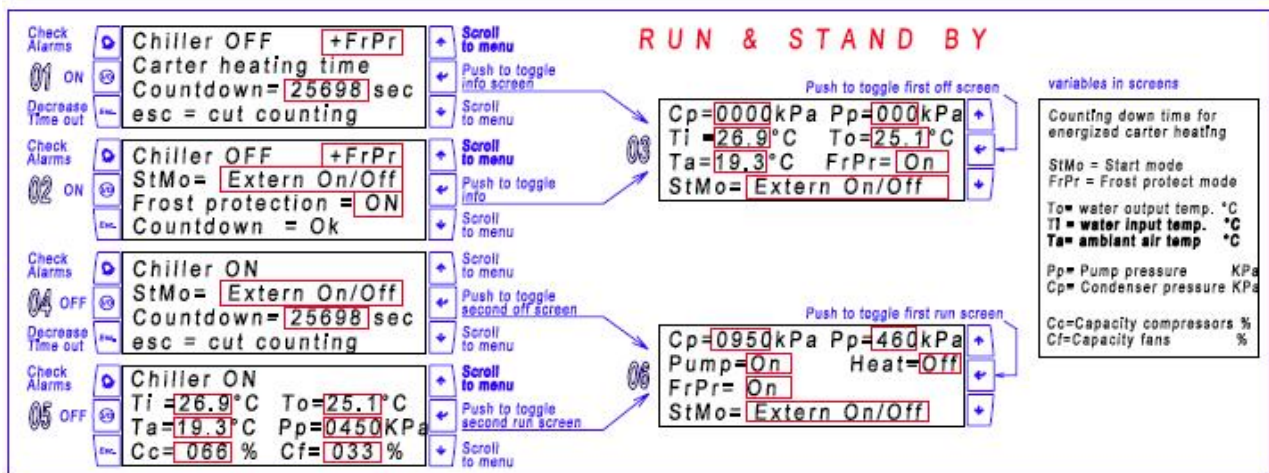 RUN & STAND BY
Check
Alarms
01 ON
Decrease
Time out
Esc.
Chiller OFF +FrPr
Carter heating time
Countdown= 25698 sec
esc = cut counting
Scroll
to menu
Push to toggle
info screen
Scroll
to menu
Check
Alarms
02 ON
Esc.
Chiller OFF +FrPr
StMo= Extern On/Off
Frost protection = ON
Countdown = Ok
Scroll
to menu
Push to toggle
info
Scroll
to menu
Push to toggle first off screen
03
Cp=0000kPa Pp=000kPa
Ti =26.9°C To=25.1°C
Ta=19.3°C FrPr= On
StMo= Extern On/Off
Check
Alarms
04 OFF
Decrease
Time out
Esc.
Chiller ON
StMo= Extern On/Off
Countdown= 25698 sec
esc = cut counting
Scroll
to menu
Push to toggle
second off screen
Scroll
to menu
Check
Alarms
05 OFF
Esc.
Chiller ON
Ti =26.9°C To=25.1°C
Ta=19.3°C Pp=0450KPa
Cc= 066 % Cf= 033 %
Scroll
to menu
Push to toggle
second run screen
Scroll
to menu
Push to toggle first run screen
06
Cp=0950kPa Pp=460kPa
Pump=On Heat=Off
FrPr= On
StMo= Extern On/Off
variables in screens
Counting down time for
energized carter heating
StMo = Start mode
FrPr = Frost protect mode
To= water output temp. °C
Ti = water input temp. °C
Ta= ambiant air temp °C
Pp= Pump pressure KPa
Cp= Condenser pressure KPa
Cc=Capacity compressors %
Cf=Capacity fans %